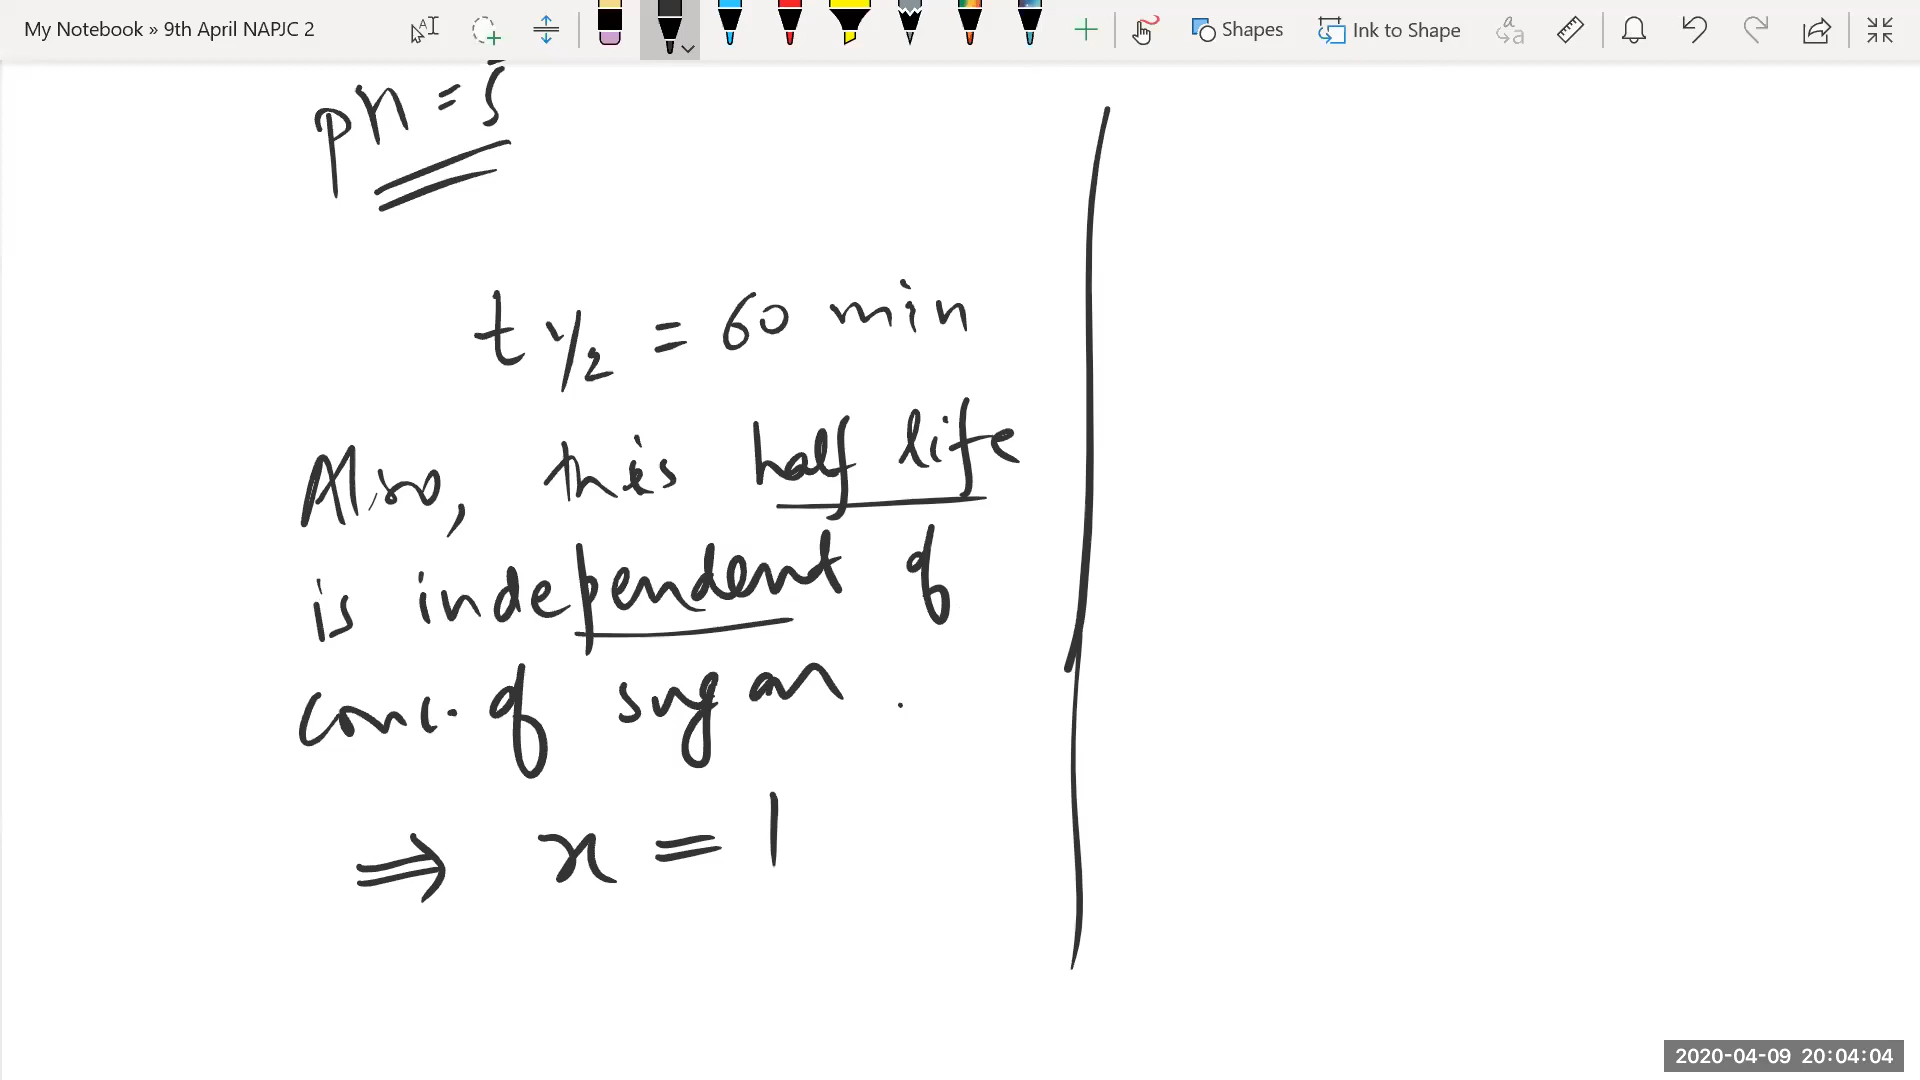 My Notebook » 9th April NAPJC 2
Shapes
Ink to Shape
pH = 5
t 1/2 = 60 min
Also, this half life
is independent of
conc. of sugar .
⇒ x = 1
2020-04-09 20:04:04